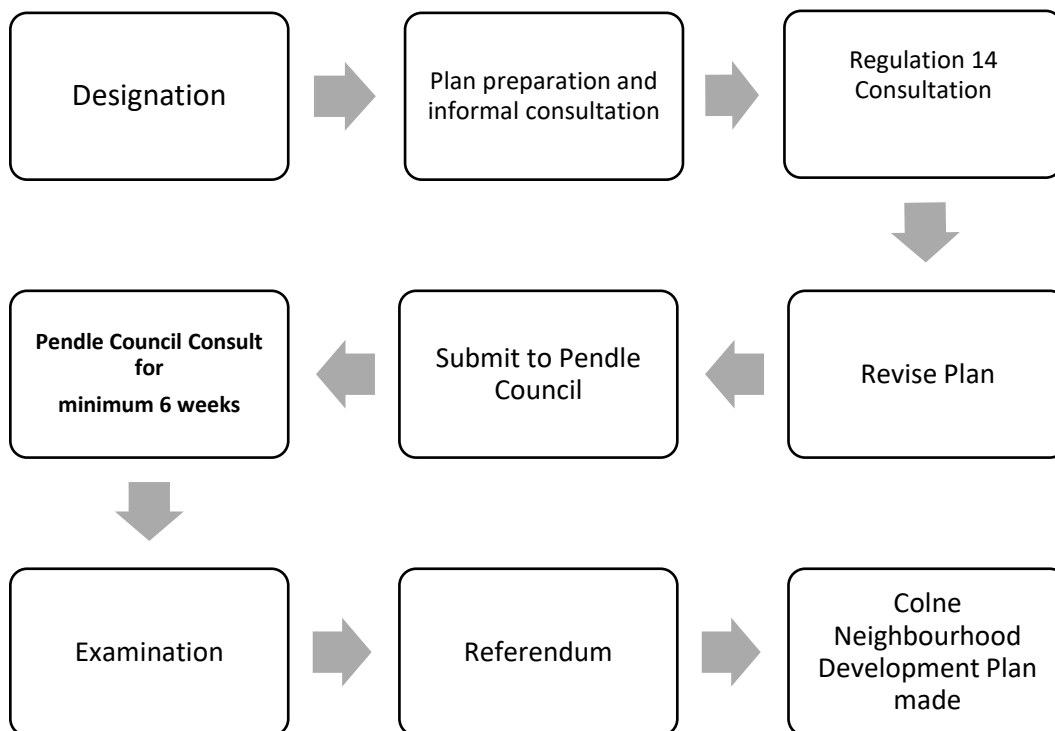 Designation
Plan preparation and
informal consultation
Regulation 14
Consultation
Pendle Council Consult
for
minimum 6 weeks
Submit to Pendle
Council
Revise Plan
Examination
Referendum
Colne
Neighbourhood
Development Plan
made